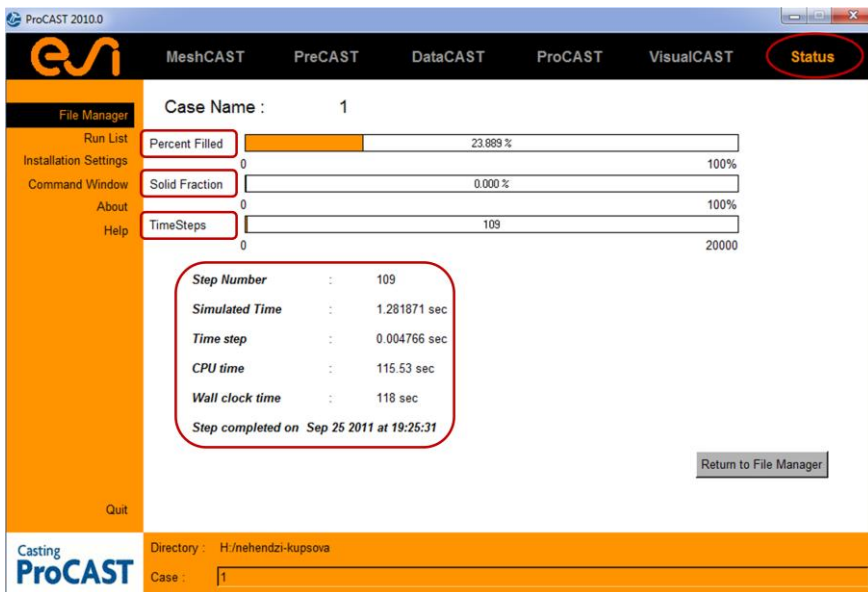 ProCAST 2010.0
esi MeshCAST PreCAST DataCAST ProCAST VisualCAST Status
File Manager
Run List
Installation Settings
Command Window
About
Help
Quit
Case Name : 1
Percent Filled 23.889 %
0 100%
Solid Fraction 0.000 %
0 100%
TimeSteps 109
0 20000
Step Number : 109
Simulated Time : 1.281871 sec
Time step : 0.004766 sec
CPU time : 115.53 sec
Wall clock time : 118 sec
Step completed on Sep 25 2011 at 19:25:31
Return to File Manager
Casting
ProCAST
Directory : H:/nehendzi-kupsova
Case : 1